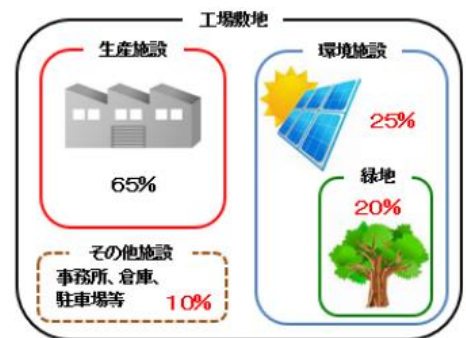 工場敷地
生産施設
65%
環境施設
25%
緑地
20%
その他施設
事務所、倉庫、
駐車場等 10%